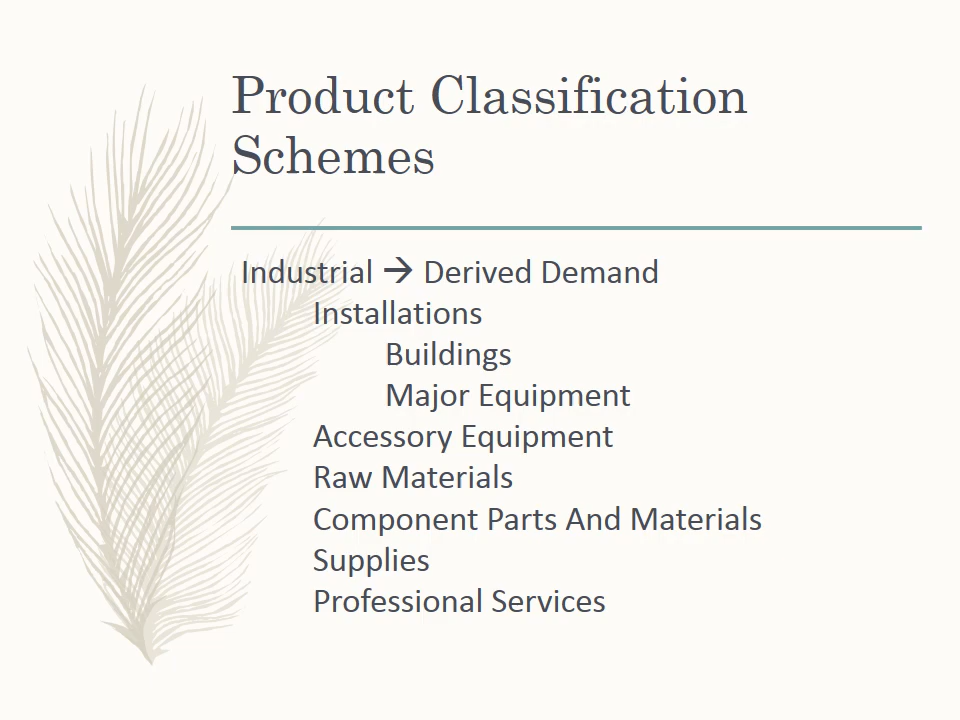 Product Classification
Schemes
Industrial → Derived Demand
Installations
Buildings
Major Equipment
Accessory Equipment
Raw Materials
Component Parts And Materials
Supplies
Professional Services